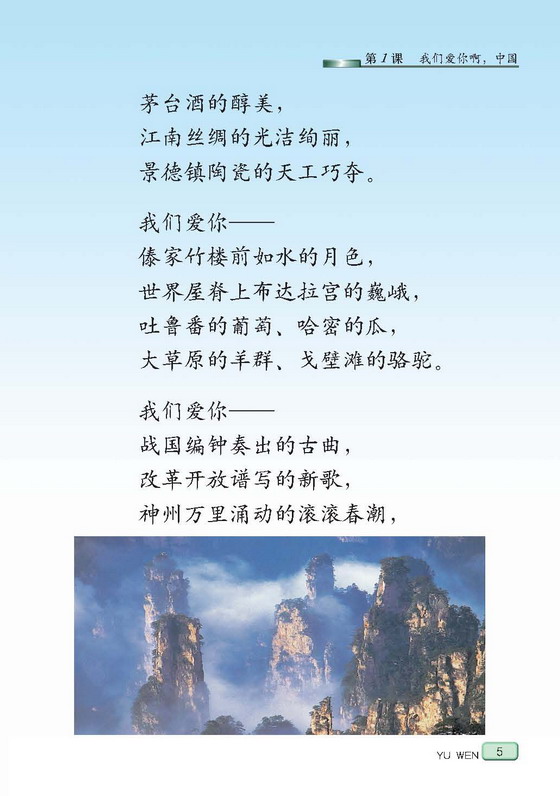 第1课 我们爱你啊，中国
茅台酒的醇美，
江南丝绸的光洁绚丽，
景德镇陶瓷的天工巧夺。
我们爱你——
傣家竹楼前如水的月色，
世界屋脊上布达拉宫的巍峨，
吐鲁番的葡萄、哈密的瓜，
大草原的羊群、戈壁滩的骆驼。
我们爱你——
战国编钟奏出的古曲，
改革开放谱写的新歌，
神州万里涌动的滚滚春潮，
YU WEN 5